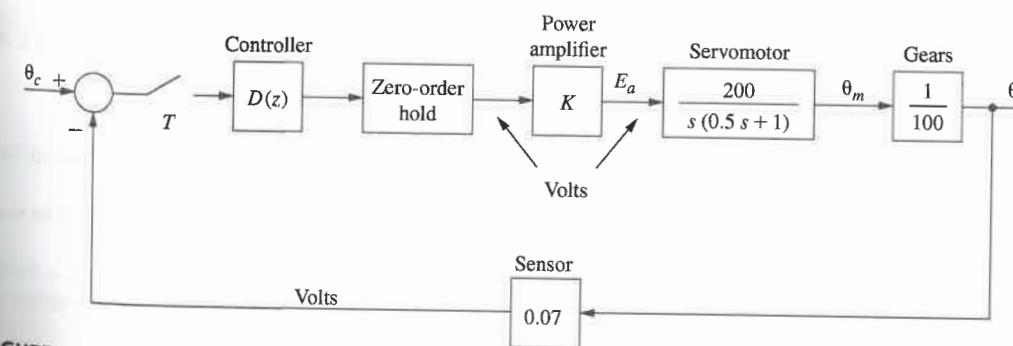 Power
amplifier
Controller
Servomotor
Gears
θc +
−
T
D(z)
Zero-order
hold
K
Ea
200
s (0.5 s + 1)
θm
1
100
Volts
Sensor
Volts
0.07